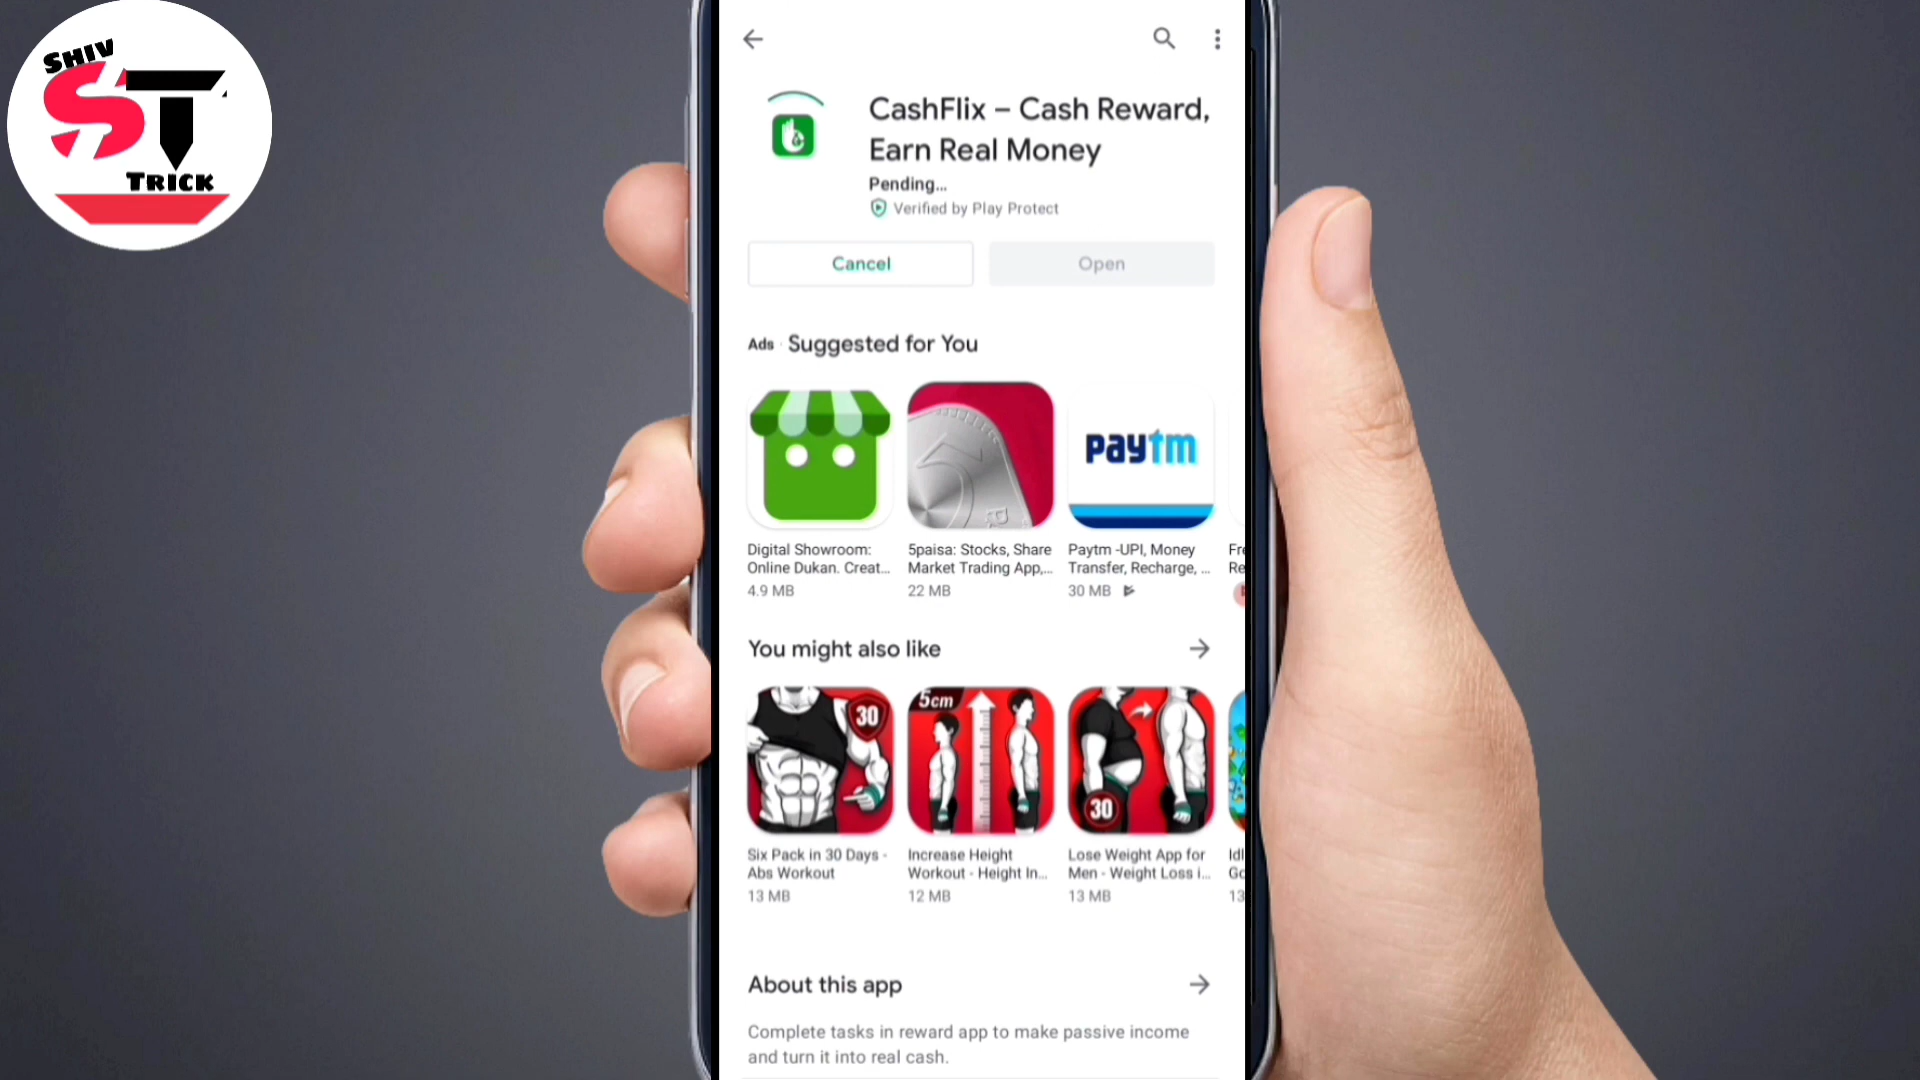 SHIV
ST
TRICK
CashFlix – Cash Reward,
Earn Real Money
Pending...
Verified by Play Protect
Cancel
Open
Ads · Suggested for You
paytm
Digital Showroom:
Online Dukan. Creat...
4.9 MB
5paisa: Stocks, Share
Market Trading App,...
22 MB
Paytm -UPI, Money
Transfer, Recharge, ...
30 MB
You might also like
30
5cm
30
Six Pack in 30 Days -
Abs Workout
13 MB
Increase Height
Workout - Height In...
12 MB
Lose Weight App for
Men - Weight Loss i...
13 MB
13
About this app
Complete tasks in reward app to make passive income
and turn it into real cash.